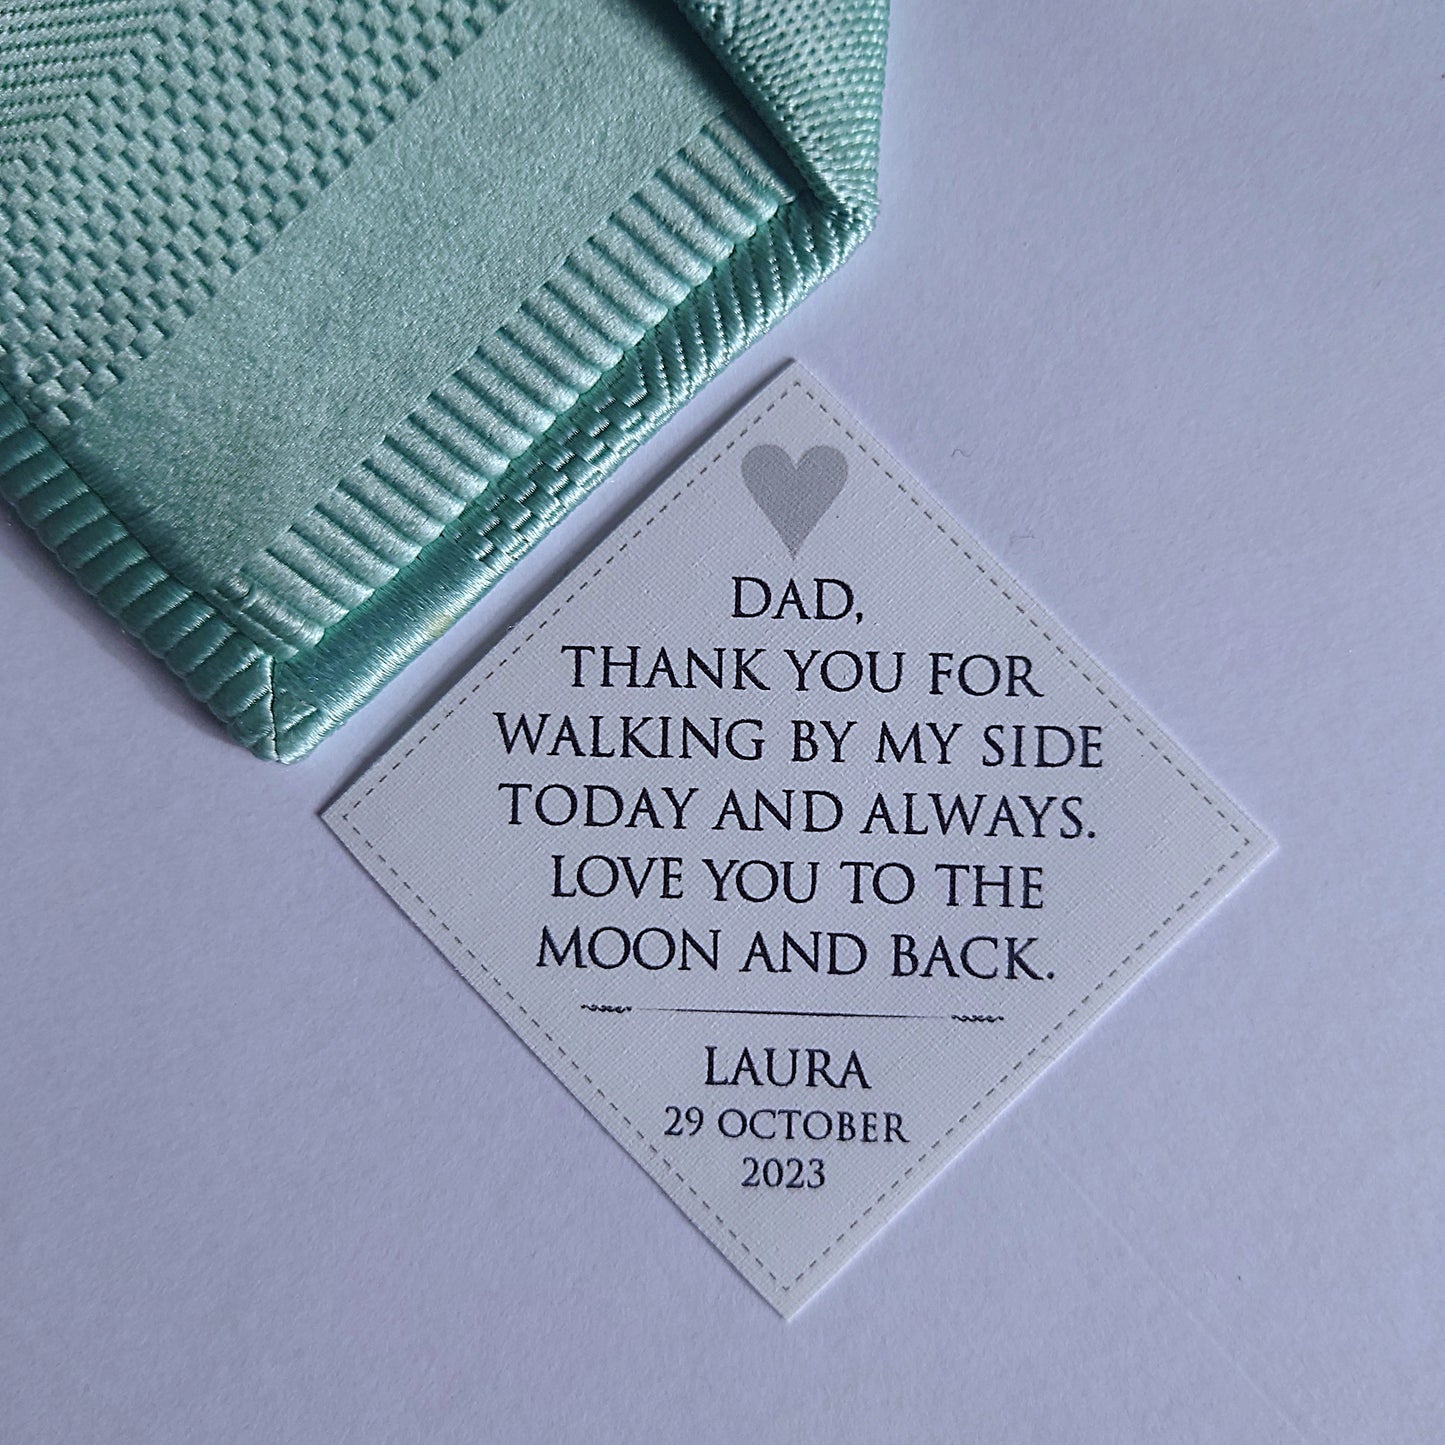 DAD,
THANK YOU FOR
WALKING BY MY SIDE
TODAY AND ALWAYS.
LOVE YOU TO THE
MOON AND BACK.
LAURA
29 OCTOBER
2023